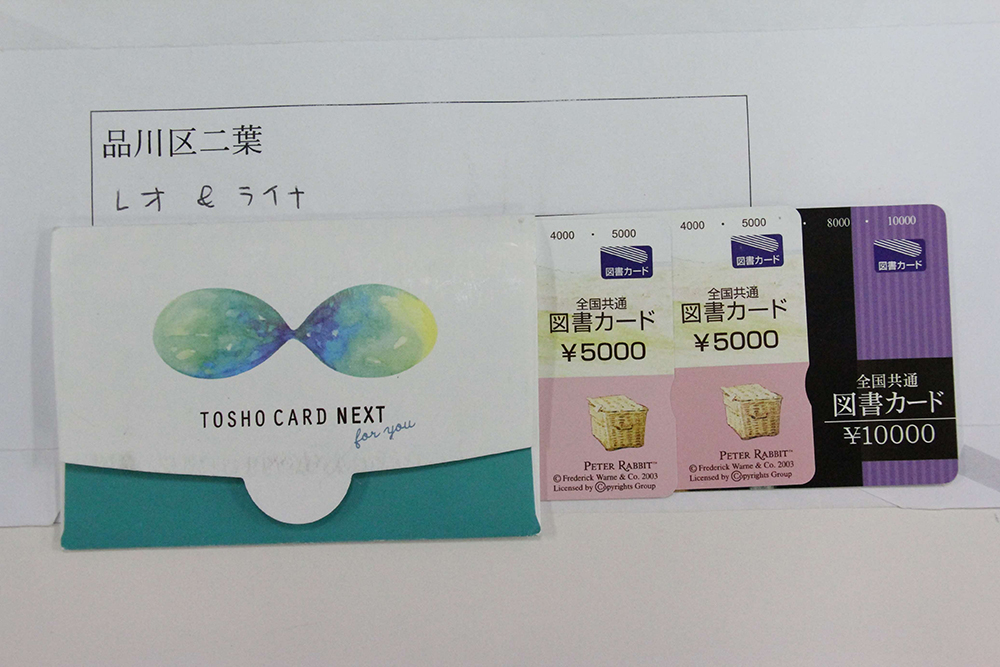 品川区二葉
レオ & ライナ
TOSHO CARD NEXT
for you
4000 ・ 5000
図書カード
全国共通
図書カード
¥5000
PETER RABBIT™
© Frederick Warne & Co. 2003
Licensed by ©opyrights Group
4000 ・ 5000
図書カード
全国共通
図書カード
¥5000
PETER RABBIT™
© Frederick Warne & Co. 2003
Licensed by ©opyrights Group
・ 8000 ・ 10000
図書カード
全国共通
図書カード
¥10000